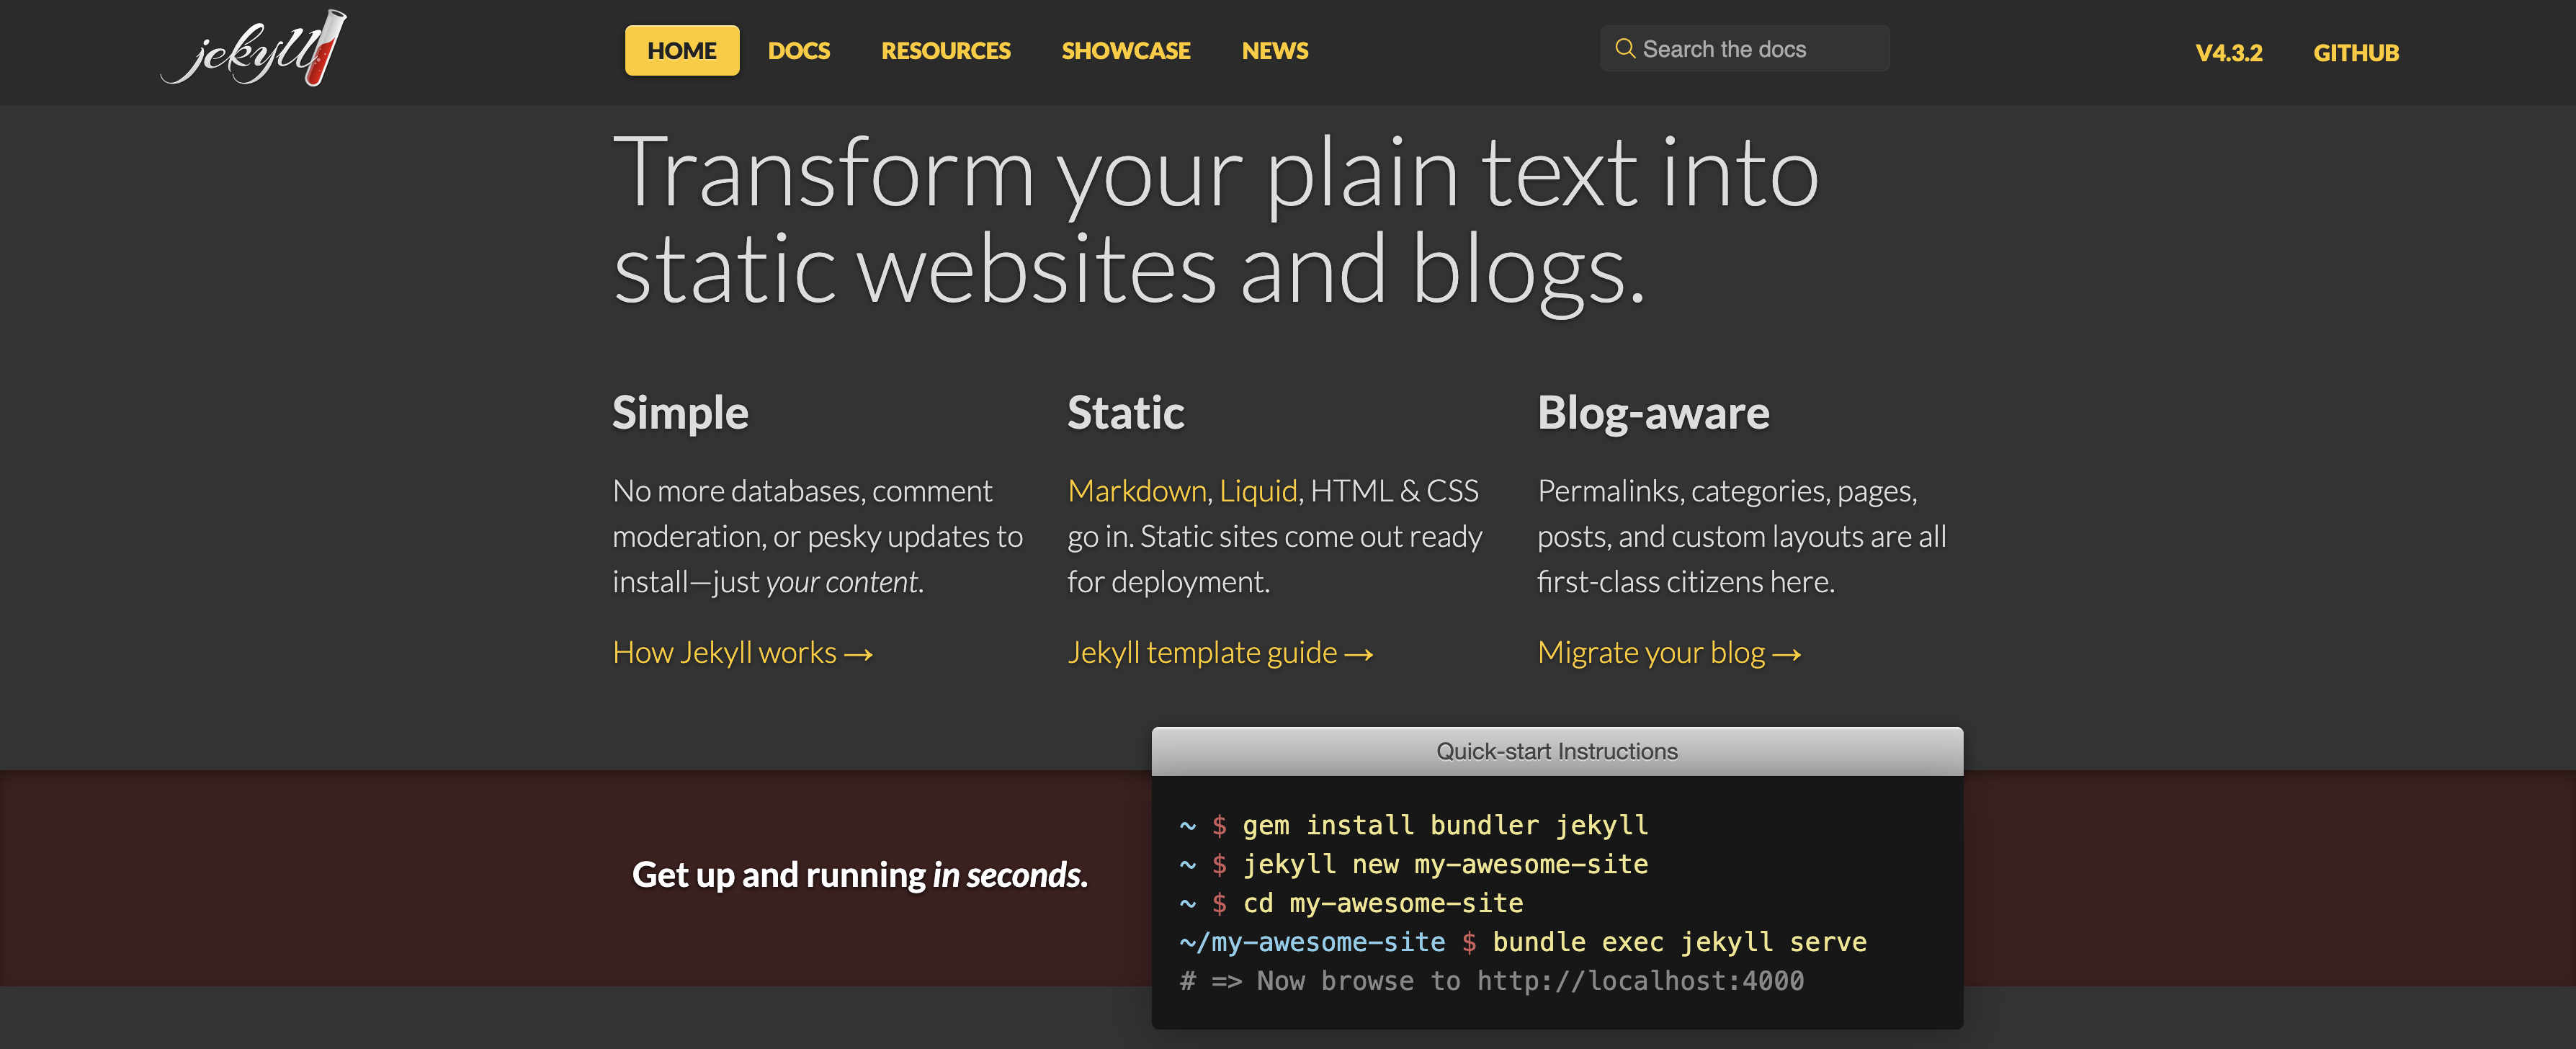 jekyll
HOME DOCS RESOURCES SHOWCASE NEWS Search the docs V4.3.2 GITHUB
Transform your plain text into
static websites and blogs.
Simple
No more databases, comment
moderation, or pesky updates to
install—just your content.
How Jekyll works →
Static
Markdown, Liquid, HTML & CSS
go in. Static sites come out ready
for deployment.
Jekyll template guide →
Blog-aware
Permalinks, categories, pages,
posts, and custom layouts are all
first-class citizens here.
Migrate your blog →
Get up and running in seconds.
Quick-start Instructions
~ $ gem install bundler jekyll
~ $ jekyll new my-awesome-site
~ $ cd my-awesome-site
~/my-awesome-site $ bundle exec jekyll serve
# => Now browse to http://localhost:4000